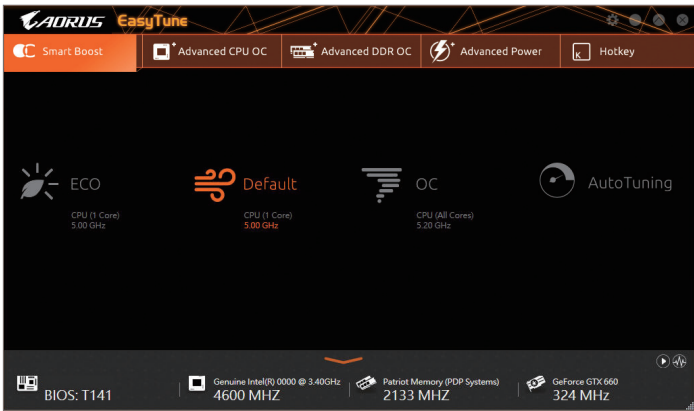 AORUS EasyTune
Smart Boost
Advanced CPU OC
Advanced DDR OC
Advanced Power
K
Hotkey
ECO
CPU (1 Core)
5.00 GHz
Default
CPU (1 Core)
5.00 GHz
OC
CPU (All Cores)
5.20 GHz
AutoTuning
BIOS: T141
Genuine Intel(R) 0000 @ 3.40GHz
4600 MHZ
Patriot Memory (PDP Systems)
2133 MHZ
GeForce GTX 660
324 MHz